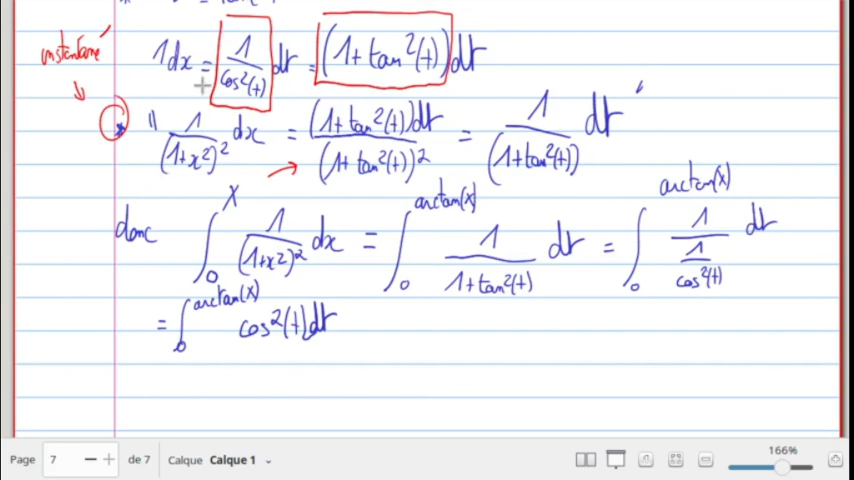 instantané
1dx = 1/cos²(t) dt = (1+tan²(t)) dt
" 1/(1+x²)² dx = (1+tan²(t))dt/(1+tan²(t))² = 1/(1+tan²(t)) dt "
donc ∫₀^X 1/(1+x²)² dx = ∫₀^arctan(X) 1/(1+tan²(t)) dt = ∫₀^arctan(X) 1/(1/cos²(t)) dt
= ∫₀^arctan(X) cos²(t)dt
Page 7 de 7 Calque Calque 1 166%